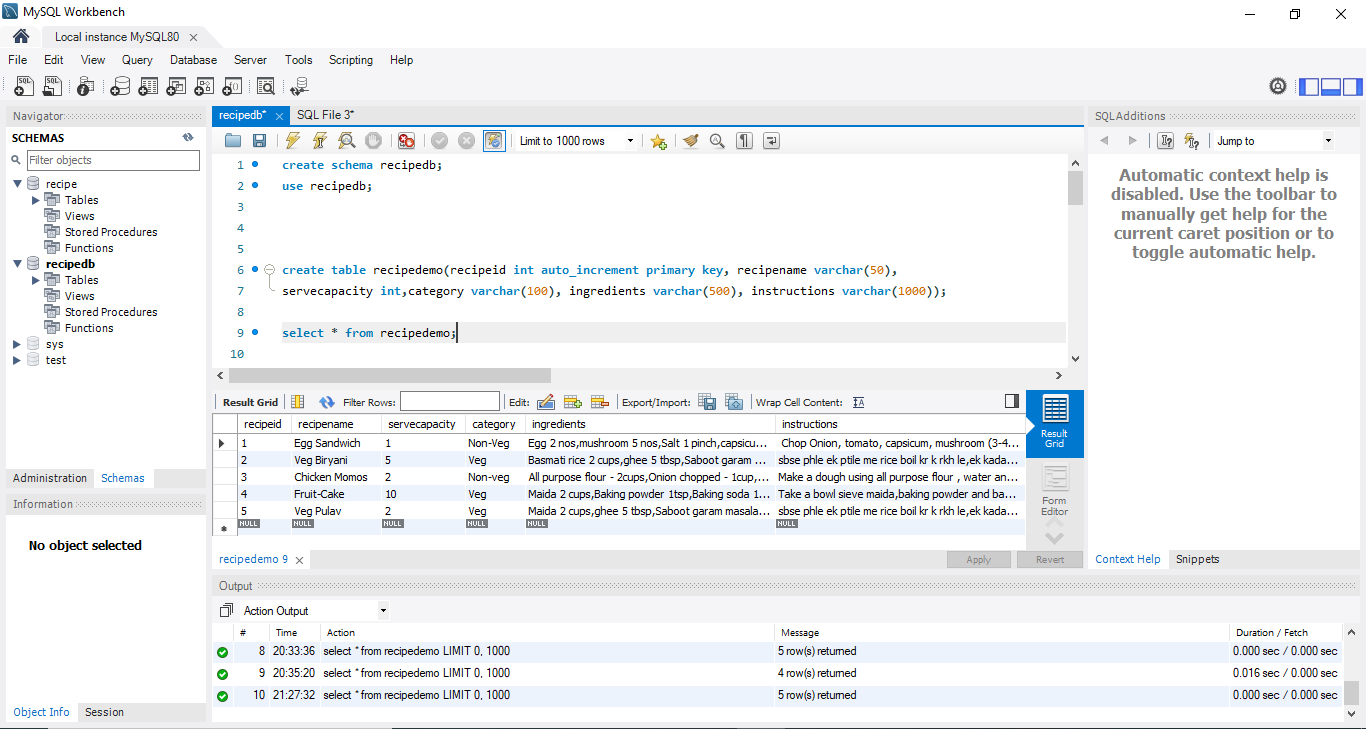 MySQL Workbench
Local instance MySQL80
File Edit View Query Database Server Tools Scripting Help
Navigator
SCHEMAS
Filter objects
recipe
Tables
Views
Stored Procedures
Functions
recipedb
Tables
Views
Stored Procedures
Functions
sys
test
Administration Schemas
Information
No object selected
Object Info Session
recipedb* SQL File 3*
Limit to 1000 rows
1 create schema recipedb;
2 use recipedb;
3
4
5
6 create table recipedemo(recipeid int auto_increment primary key, recipename varchar(50),
7 servecapacity int,category varchar(100), ingredients varchar(500), instructions varchar(1000));
8
9 select * from recipedemo;
10
Result Grid Filter Rows: Edit: Export/Import: Wrap Cell Content:
recipeid recipename servecapacity category ingredients instructions
1 Egg Sandwich 1 Non-Veg Egg 2 nos,mushroom 5 nos,Salt 1 pinch,capsicu... Chop Onion, tomato, capsicum, mushroom (3-4...
2 Veg Biryani 5 Veg Basmati rice 2 cups,ghee 5 tbsp,Saboot garam ... sbse phle ek ptile me rice boil kr k rkh le,ek kada...
3 Chicken Momos 2 Non-veg All purpose flour - 2cups,Onion chopped - 1cup,... Make a dough using all purpose flour , water an...
4 Fruit-Cake 10 Veg Maida 2 cups,Baking powder 1tsp,Baking soda 1... Take a bowl sieve maida,baking powder and ba...
5 Veg Pulav 2 Veg Maida 2 cups,ghee 5 tbsp,Saboot garam masala... sbse phle ek ptile me rice boil kr k rkh le,ek kada...
NULL NULL NULL NULL NULL NULL
Result Grid
Form Editor
recipedemo 9
Apply Revert
Output
Action Output
# Time Action Message Duration / Fetch
8 20:33:36 select * from recipedemo LIMIT 0, 1000 5 row(s) returned 0.000 sec / 0.000 sec
9 20:35:20 select * from recipedemo LIMIT 0, 1000 4 row(s) returned 0.016 sec / 0.000 sec
10 21:27:32 select * from recipedemo LIMIT 0, 1000 5 row(s) returned 0.000 sec / 0.000 sec
SQLAdditions
Jump to
Automatic context help is
disabled. Use the toolbar to
manually get help for the
current caret position or to
toggle automatic help.
Context Help Snippets